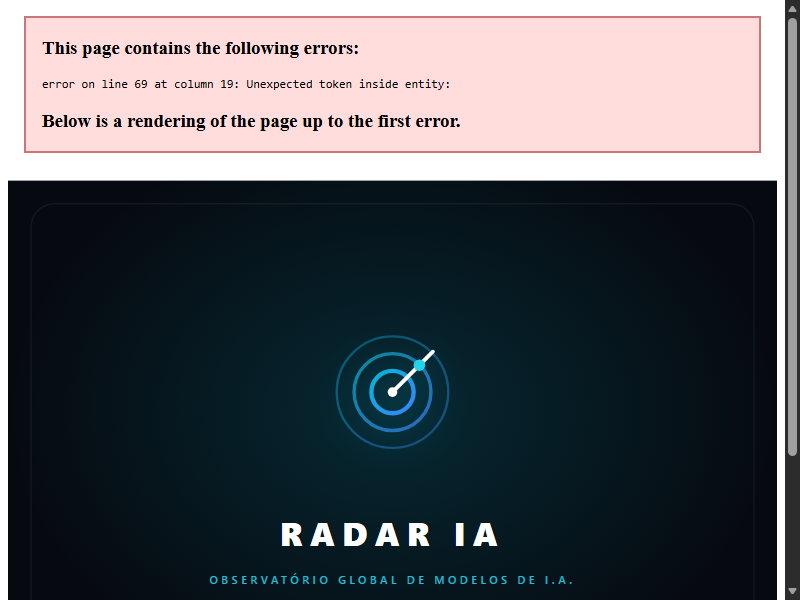 This page contains the following errors:
error on line 69 at column 19: Unexpected token inside entity:
Below is a rendering of the page up to the first error.
RADAR IA
OBSERVATÓRIO GLOBAL DE MODELOS DE I.A.